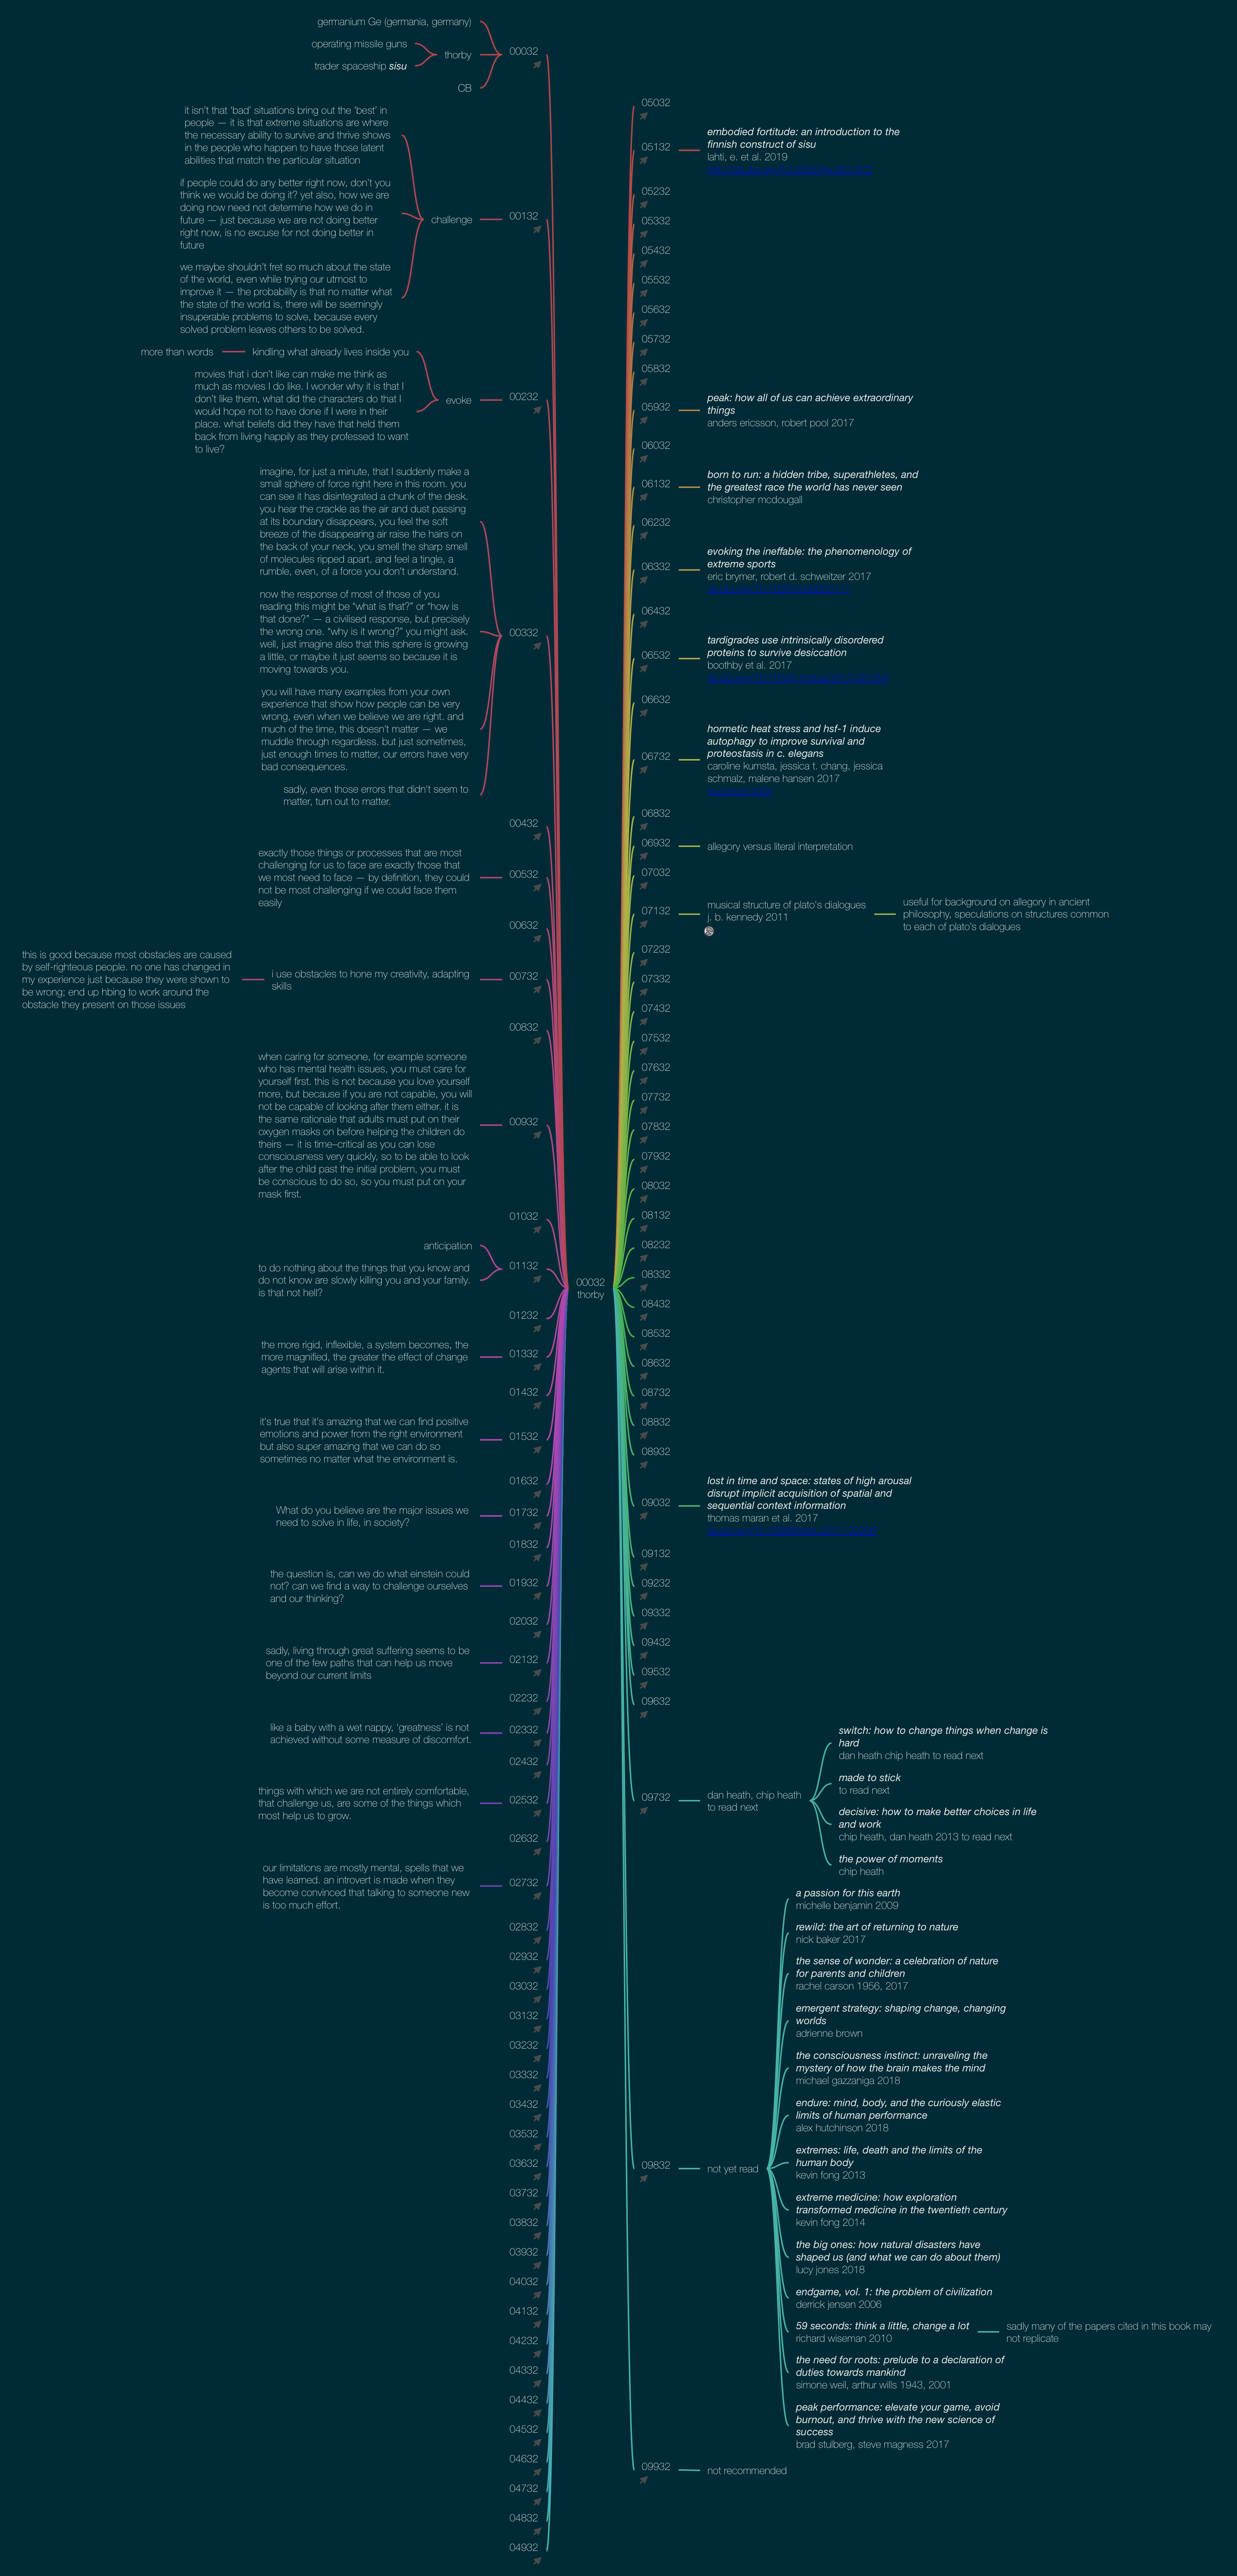 germanium Ge (germania, germany)
operating missile guns
trader spaceship sisu
thorby
CB
00032
it isn't that 'bad' situations bring out the 'best' in
people — it is that extreme situations are where
the necessary ability to survive and thrive shows
in the people who happen to have those latent
abilities that match the particular situation
if people could do any better right now, don't you
think we would be doing it? yet also, how we are
doing now need not determine how we do in
future — just because we are not doing better
right now, is no excuse for not doing better in
future
we maybe shouldn't fret so much about the state
of the world, even while trying our utmost to
improve it — the probability is that no matter what
the state of the world is, there will be seemingly
insuperable problems to solve, because every
solved problem leaves others to be solved.
challenge
00132
more than words
kindling what already lives inside you
movies that i don't like can make me think as
much as movies I do like. I wonder why it is that I
don't like them, what did the characters do that I
would hope not to have done if I were in their
place. what beliefs did they have that held them
back from living happily as they professed to want
to live?
evoke
00232
imagine, for just a minute, that I suddenly make a
small sphere of force right here in this room. you
can see it has disintegrated a chunk of the desk.
you hear the crackle as the air and dust passing
at its boundary disappears, you feel the soft
breeze of the disappearing air raise the hairs on
the back of your neck, you smell the sharp smell
of molecules ripped apart, and feel a tingle, a
rumble, even, of a force you don't understand.
now the response of most of those of you
reading this might be "what is that?" or "how is
that done?" — a civilised response, but precisely
the wrong one. "why is it wrong?" you might ask.
well, just imagine also that this sphere is growing
a little, or maybe it just seems so because it is
moving towards you.
you will have many examples from your own
experience that show how people can be very
wrong, even when we believe we are right. and
much of the time, this doesn't matter — we
muddle through regardless. but just sometimes,
just enough times to matter, our errors have very
bad consequences.
sadly, even those errors that didn't seem to
matter, turn out to matter.
00332
00432
exactly those things or processes that are most
challenging for us to face are exactly those that
we most need to face — by definition, they could
not be most challenging if we could face them
easily
00532
00632
this is good because most obstacles are caused
by self-righteous people. no one has changed in
my experience just because they were shown to
be wrong; end up hbing to work around the
obstacle they present on those issues
i use obstacles to hone my creativity, adapting
skills
00732
00832
when caring for someone, for example someone
who has mental health issues, you must care for
yourself first. this is not because you love yourself
more, but because if you are not capable, you will
not be capable of looking after them either. it is
the same rationale that adults must put on their
oxygen masks on before helping the children do
theirs — it is time–critical as you can lose
consciousness very quickly, so to be able to look
after the child past the initial problem, you must
be conscious to do so, so you must put on your
mask first.
00932
01032
anticipation
to do nothing about the things that you know and
do not know are slowly killing you and your family.
is that not hell?
01132
01232
the more rigid, inflexible, a system becomes, the
more magnified, the greater the effect of change
agents that will arise within it.
01332
01432
it's true that it's amazing that we can find positive
emotions and power from the right environment
but also super amazing that we can do so
sometimes no matter what the environment is.
01532
01632
What do you believe are the major issues we
need to solve in life, in society?
01732
01832
the question is, can we do what einstein could
not? can we find a way to challenge ourselves
and our thinking?
01932
02032
sadly, living through great suffering seems to be
one of the few paths that can help us move
beyond our current limits
02132
02232
like a baby with a wet nappy, 'greatness' is not
achieved without some measure of discomfort.
02332
02432
things with which we are not entirely comfortable,
that challenge us, are some of the things which
most help us to grow.
02532
02632
our limitations are mostly mental, spells that we
have learned. an introvert is made when they
become convinced that talking to someone new
is too much effort.
02732
02832
02932
03032
03132
03232
03332
03432
03532
03632
03732
03832
03932
04032
04132
04232
04332
04432
04532
04632
04732
04832
04932
00032
thorby
05032
05132
embodied fortitude: an introduction to the
finnish construct of sisu
lahti, e. et al. 2019
05232
05332
05432
05532
05632
05732
05832
05932
peak: how all of us can achieve extraordinary
things
anders ericsson, robert pool 2017
06032
06132
born to run: a hidden tribe, superathletes, and
the greatest race the world has never seen
christopher mcdougall
06232
06332
evoking the ineffable: the phenomenology of
extreme sports
eric brymer, robert d. schweitzer 2017
06432
06532
tardigrades use intrinsically disordered
proteins to survive desiccation
boothby et al. 2017
06632
06732
hormetic heat stress and hsf-1 induce
autophagy to improve survival and
proteostasis in c. elegans
caroline kumsta, jessica t. chang, jessica
schmalz, malene hansen 2017
06832
06932
allegory versus literal interpretation
07032
07132
musical structure of plato's dialogues
j. b. kennedy 2011
useful for background on allegory in ancient
philosophy, speculations on structures common
to each of plato's dialogues
07232
07332
07432
07532
07632
07732
07832
07932
08032
08132
08232
08332
08432
08532
08632
08732
08832
08932
09032
lost in time and space: states of high arousal
disrupt implicit acquisition of spatial and
sequential context information
thomas maran et al. 2017
09132
09232
09332
09432
09532
09632
09732
dan heath, chip heath
to read next
switch: how to change things when change is
hard
dan heath chip heath to read next
made to stick
to read next
decisive: how to make better choices in life
and work
chip heath, dan heath 2013 to read next
the power of moments
chip heath
09832
not yet read
a passion for this earth
michelle benjamin 2009
rewild: the art of returning to nature
nick baker 2017
the sense of wonder: a celebration of nature
for parents and children
rachel carson 1956, 2017
emergent strategy: shaping change, changing
worlds
adrienne brown
the consciousness instinct: unraveling the
mystery of how the brain makes the mind
michael gazzaniga 2018
endure: mind, body, and the curiously elastic
limits of human performance
alex hutchinson 2018
extremes: life, death and the limits of the
human body
kevin fong 2013
extreme medicine: how exploration
transformed medicine in the twentieth century
kevin fong 2014
the big ones: how natural disasters have
shaped us (and what we can do about them)
lucy jones 2018
endgame, vol. 1: the problem of civilization
derrick jensen 2006
59 seconds: think a little, change a lot
richard wiseman 2010
sadly many of the papers cited in this book may
not replicate
the need for roots: prelude to a declaration of
duties towards mankind
simone weil, arthur wills 1943, 2001
peak performance: elevate your game, avoid
burnout, and thrive with the new science of
success
brad stulberg, steve magness 2017
09932
not recommended